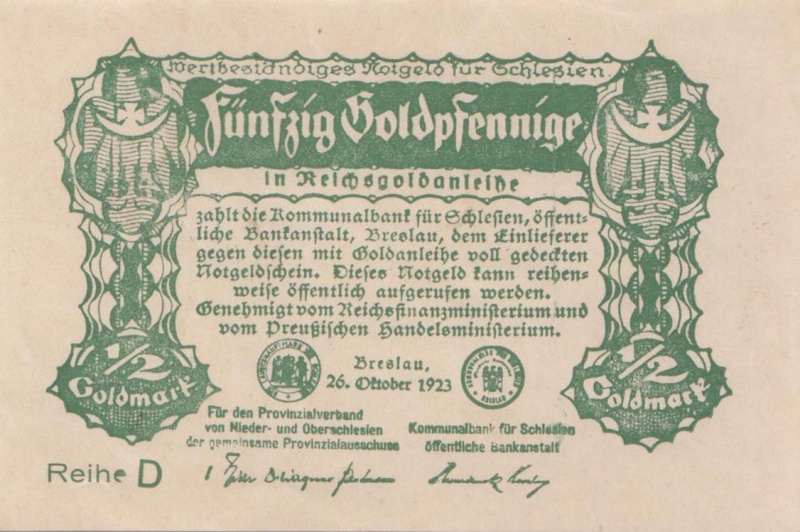 Wertbeständiges Notgeld für Schlesien.
Fünfzig Goldpfennige
in Reichsgoldanleihe
zahlt die Kommunalbank für Schlesien, öffent-
liche Bankanstalt, Breslau, dem Einlieferer
gegen diesen mit Goldanleihe voll gedeckten
Notgeldschein. Dieses Notgeld kann reihen-
weise öffentlich aufgerufen werden.
Genehmigt vom Reichsfinanzministerium und
vom Preußischen Handelsministerium.
1/2
Goldmark
1/2
Goldmark
Breslau,
26. Oktober 1923
Für den Provinzialverband
von Nieder- und Oberschlesien
der gemeinsame Provinzialausschuss
Kommunalbank für Schlesien
öffentliche Bankanstalt
Reihe D